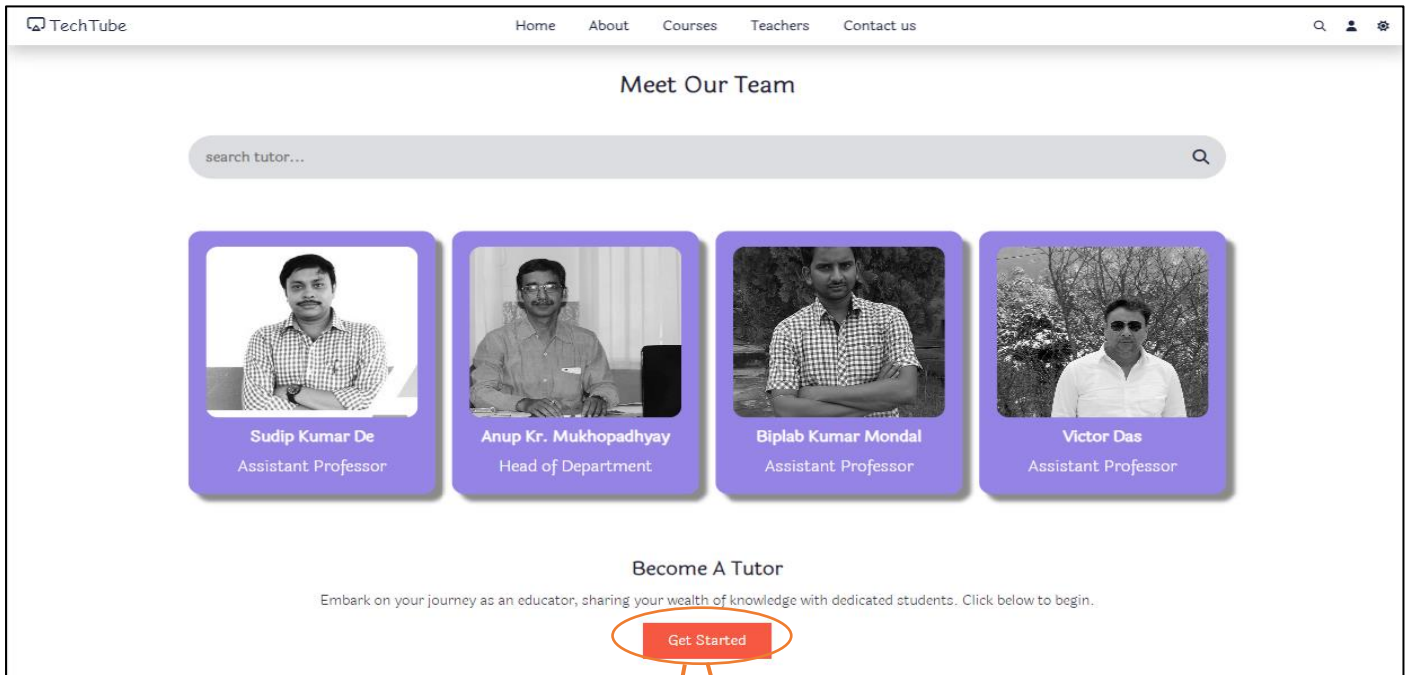 TechTube
Home About Courses Teachers Contact us
Meet Our Team
search tutor...
Sudip Kumar De
Assistant Professor
Anup Kr. Mukhopadhyay
Head of Department
Biplab Kumar Mondal
Assistant Professor
Victor Das
Assistant Professor
Become A Tutor
Embark on your journey as an educator, sharing your wealth of knowledge with dedicated students. Click below to begin.
Get Started